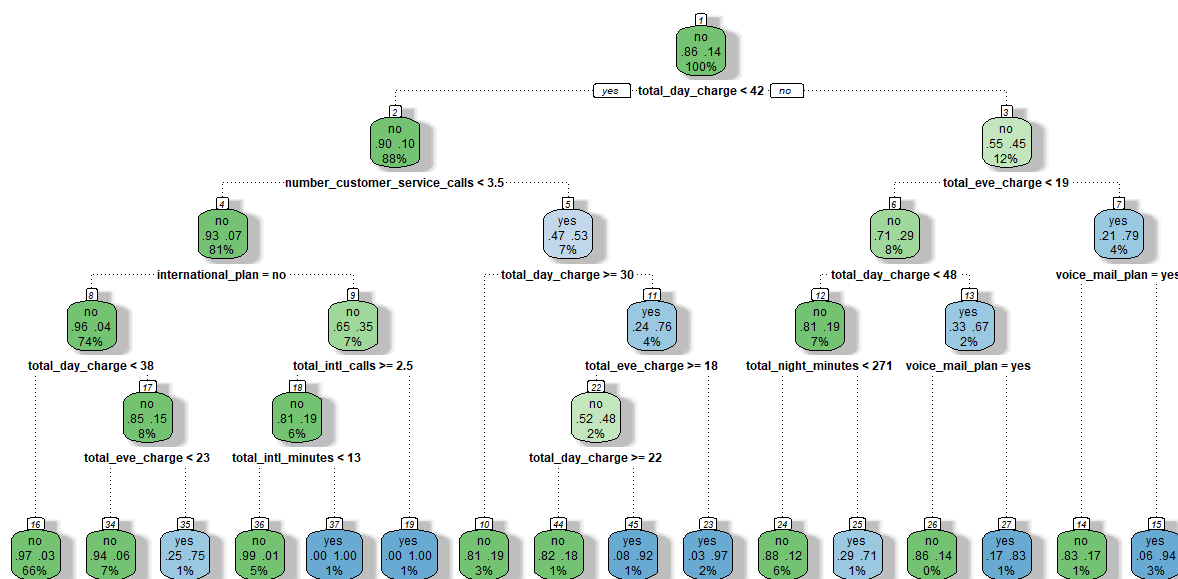 1
no
.86 .14
100%
yes total_day_charge < 42 no
2
no
.90 .10
88%
3
no
.55 .45
12%
number_customer_service_calls < 3.5
total_eve_charge < 19
4
no
.93 .07
81%
5
yes
.47 .53
7%
6
no
.71 .29
8%
7
yes
.21 .79
4%
international_plan = no
total_day_charge >= 30
total_day_charge < 48
voice_mail_plan = yes
8
no
.96 .04
74%
9
no
.65 .35
7%
11
yes
.24 .76
4%
12
no
.81 .19
7%
13
yes
.33 .67
2%
total_day_charge < 38
total_intl_calls >= 2.5
total_eve_charge >= 18
total_night_minutes < 271
voice_mail_plan = yes
17
no
.85 .15
8%
18
no
.81 .19
6%
22
no
.52 .48
2%
total_eve_charge < 23
total_intl_minutes < 13
total_day_charge >= 22
16
no
.97 .03
66%
34
no
.94 .06
7%
35
yes
.25 .75
1%
36
no
.99 .01
5%
37
yes
.00 1.00
1%
19
yes
.00 1.00
1%
10
no
.81 .19
3%
44
no
.82 .18
1%
45
yes
.08 .92
1%
23
yes
.03 .97
2%
24
no
.88 .12
6%
25
yes
.29 .71
1%
26
no
.86 .14
0%
27
yes
.17 .83
1%
14
no
.83 .17
1%
15
yes
.06 .94
3%